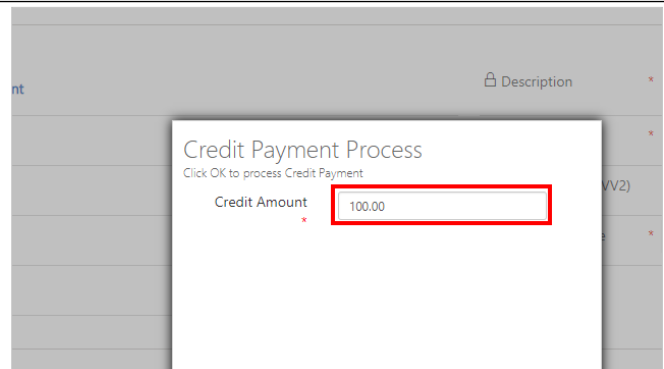 nt
Description *
*
Credit Payment Process
Click OK to process Credit Payment
VV2)
Credit Amount
*
100.00
e *